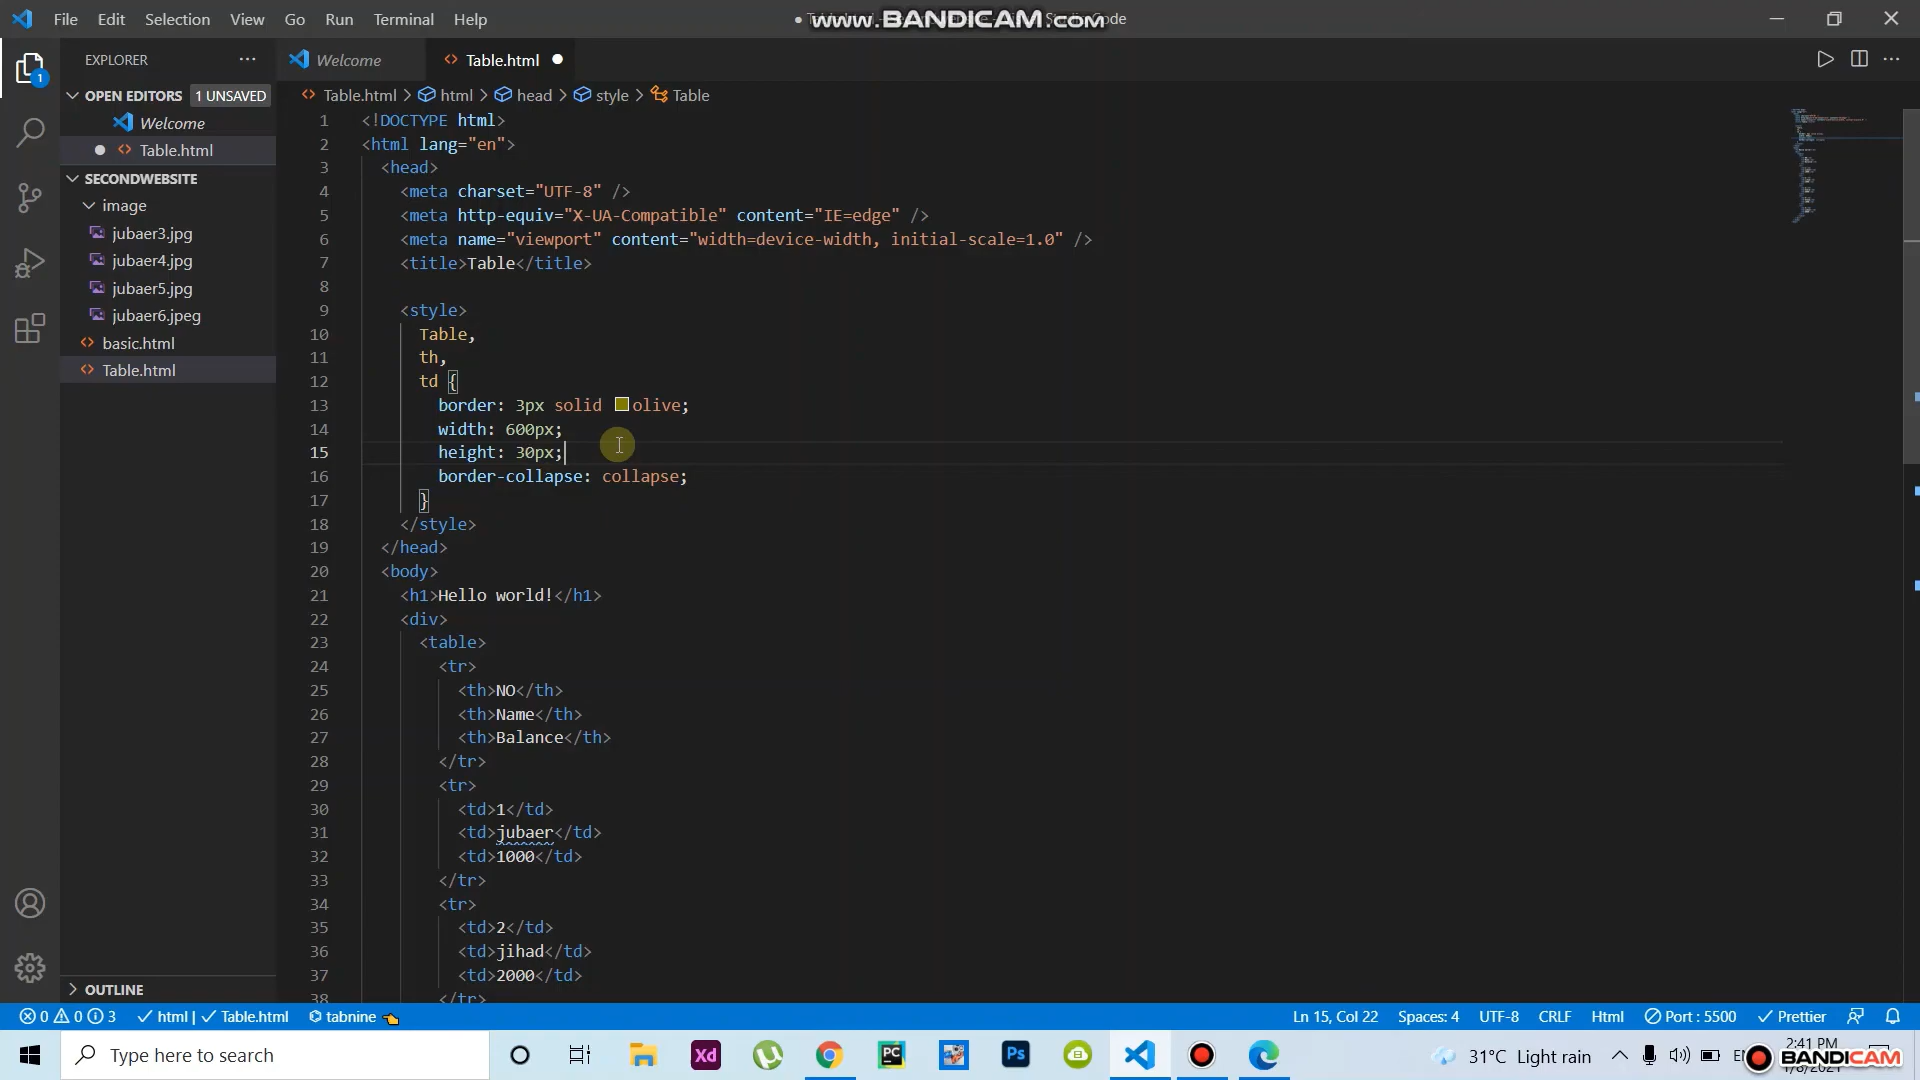 File Edit Selection View Go Run Terminal Help
www.BANDICAM.com
Code
EXPLORER
Welcome
Table.html
OPEN EDITORS 1 UNSAVED
Welcome
Table.html
SECONDWEBSITE
image
jubaer3.jpg
jubaer4.jpg
jubaer5.jpg
jubaer6.jpeg
basic.html
Table.html
OUTLINE
Table.html > html > head > style > Table
1 <!DOCTYPE html>
2 <html lang="en">
3 <head>
4 <meta charset="UTF-8" />
5 <meta http-equiv="X-UA-Compatible" content="IE=edge" />
6 <meta name="viewport" content="width=device-width, initial-scale=1.0" />
7 <title>Table</title>
8
9 <style>
10 Table,
11 th,
12 td {
13 border: 3px solid olive;
14 width: 600px;
15 height: 30px;
16 border-collapse: collapse;
17 }
18 </style>
19 </head>
20 <body>
21 <h1>Hello world!</h1>
22 <div>
23 <table>
24 <tr>
25 <th>NO</th>
26 <th>Name</th>
27 <th>Balance</th>
28 </tr>
29 <tr>
30 <td>1</td>
31 <td>jubaer</td>
32 <td>1000</td>
33 </tr>
34 <tr>
35 <td>2</td>
36 <td>jihad</td>
37 <td>2000</td>
38 </tr>
0 0 3 html | Table.html tabnine
Ln 15, Col 22 Spaces: 4 UTF-8 CRLF Html Port : 5500 Prettier
Type here to search
Xd
PC
Ps
31°C Light rain
2:41 PM
BANDICAM